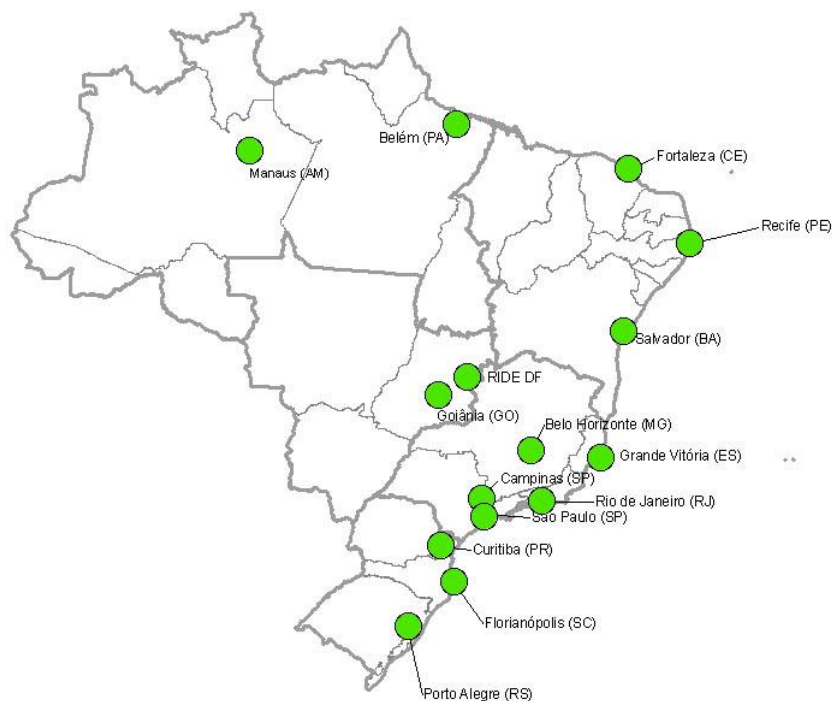 Belém (PA)
Fortaleza (CE)
Manaus (AM)
Recife (PE)
Salvador (BA)
RIDE DF
Goiânia (GO)
Belo Horizonte (MG)
Grande Vitória (ES)
Campinas (SP)
Rio de Janeiro (RJ)
São Paulo (SP)
Curitiba (PR)
Florianópolis (SC)
Porto Alegre (RS)